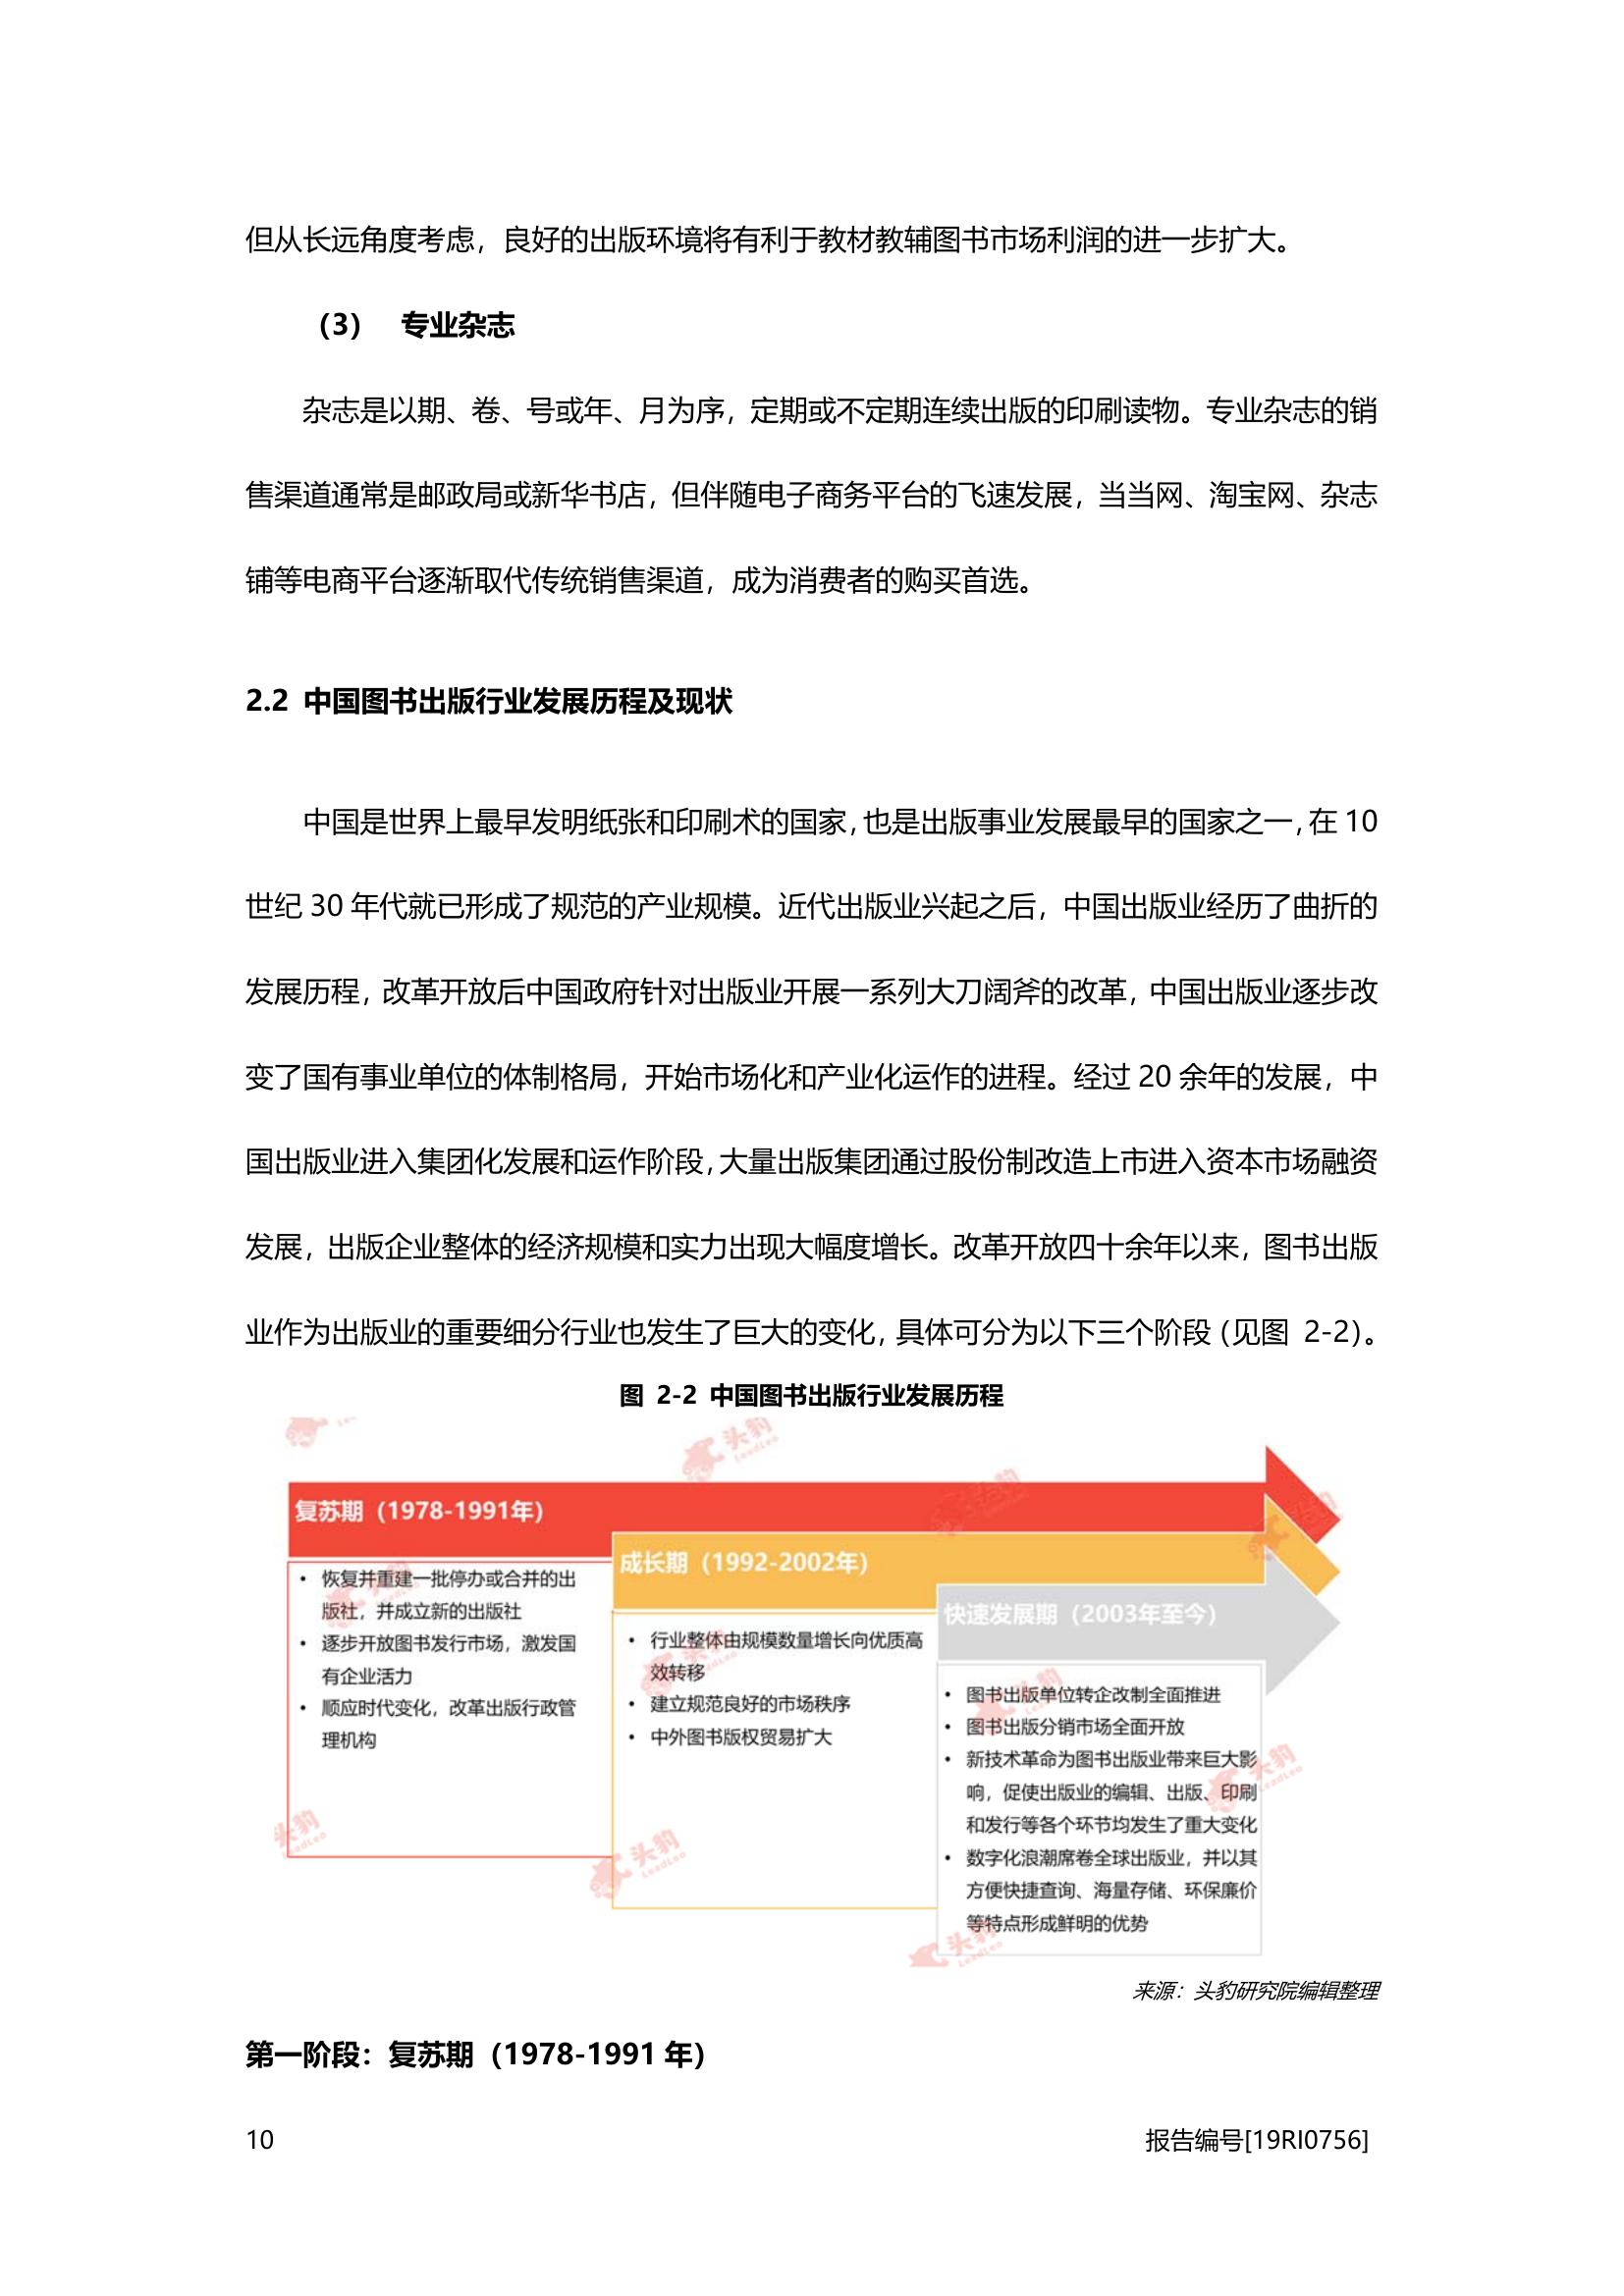 但从长远角度考虑，良好的出版环境将有利于教材教辅图书市场利润的进一步扩大。
（3） 专业杂志
杂志是以期、卷、号或年、月为序，定期或不定期连续出版的印刷读物。专业杂志的销
售渠道通常是邮政局或新华书店，但伴随电子商务平台的飞速发展，当当网、淘宝网、杂志
铺等电商平台逐渐取代传统销售渠道，成为消费者的购买首选。
2.2 中国图书出版行业发展历程及现状
中国是世界上最早发明纸张和印刷术的国家，也是出版事业发展最早的国家之一，在 10
世纪 30 年代就已形成了规范的产业规模。近代出版业兴起之后，中国出版业经历了曲折的
发展历程，改革开放后中国政府针对出版业开展一系列大刀阔斧的改革，中国出版业逐步改
变了国有事业单位的体制格局，开始市场化和产业化运作的进程。经过 20 余年的发展，中
国出版业进入集团化发展和运作阶段，大量出版集团通过股份制改造上市进入资本市场融资
发展，出版企业整体的经济规模和实力出现大幅度增长。改革开放四十余年以来，图书出版
业作为出版业的重要细分行业也发生了巨大的变化，具体可分为以下三个阶段（见图 2-2）。
图 2-2 中国图书出版行业发展历程
复苏期（1978-1991年）
• 恢复并重建一批停办或合并的出
版社，并成立新的出版社
• 逐步开放图书发行市场，激发国
有企业活力
• 顺应时代变化，改革出版行政管
理机构
成长期（1992-2002年）
• 行业整体由规模数量增长向优质高
效转移
• 建立规范良好的市场秩序
• 中外图书版权贸易扩大
快速发展期（2003年至今）
• 图书出版单位转企改制全面推进
• 图书出版分销市场全面开放
• 新技术革命为图书出版业带来巨大影
响，促使出版业的编辑、出版、印刷
和发行等各个环节均发生了重大变化
• 数字化浪潮席卷全球出版业，并以其
方便快捷查询、海量存储、环保廉价
等特点形成鲜明的优势
头豹
LeadLeo
来源：头豹研究院编辑整理
第一阶段：复苏期（1978-1991 年）
10
报告编号[19RI0756]